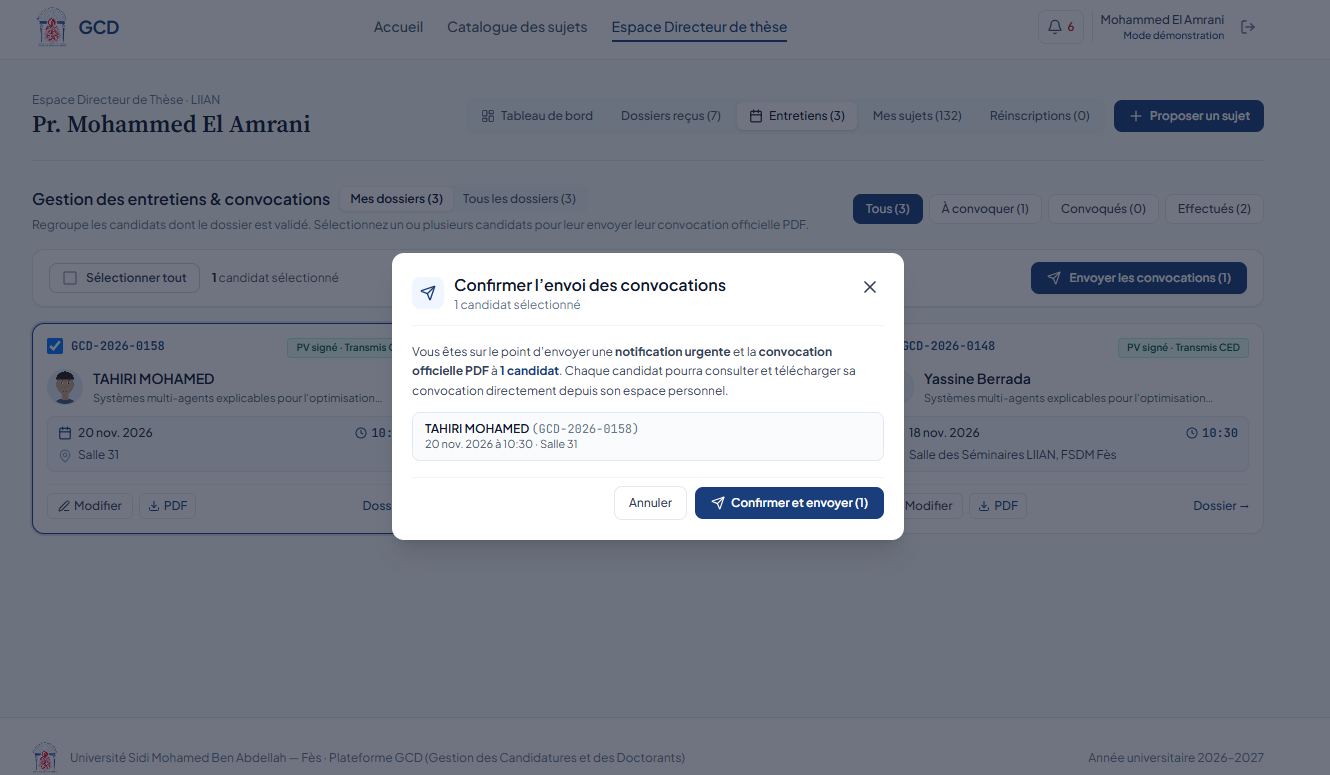 GCD
Accueil
Catalogue des sujets
Espace Directeur de thèse
6
Mohammed El Amrani
Mode démonstration
Espace Directeur de Thèse · LIIAN
Pr. Mohammed El Amrani
Tableau de bord
Dossiers reçus (7)
Entretiens (3)
Mes sujets (132)
Réinscriptions (0)
+ Proposer un sujet
Gestion des entretiens & convocations
Mes dossiers (3)
Tous les dossiers (3)
Regroupe les candidats dont le dossier est validé. Sélectionnez un ou plusieurs candidats pour leur envoyer leur convocation officielle PDF.
Tous (3)
À convoquer (1)
Convoqués (0)
Effectués (2)
Sélectionner tout
1 candidat sélectionné
Envoyer les convocations (1)
Confirmer l'envoi des convocations
1 candidat sélectionné
Vous êtes sur le point d'envoyer une notification urgente et la convocation
officielle PDF à 1 candidat. Chaque candidat pourra consulter et télécharger sa
convocation directement depuis son espace personnel.
TAHIRI MOHAMED (GCD-2026-0158)
20 nov. 2026 à 10:30 · Salle 31
Annuler
Confirmer et envoyer (1)
GCD-2026-0158
PV signé · Transmis
TAHIRI MOHAMED
Systèmes multi-agents explicables pour l'optimisation...
20 nov. 2026
10:
Salle 31
Modifier
PDF
Doss
GCD-2026-0148
PV signé · Transmis CED
Yassine Berrada
Systèmes multi-agents explicables pour l'optimisation...
18 nov. 2026
10:30
Salle des Séminaires LIIAN, FSDM Fès
Modifier
PDF
Dossier →
Université Sidi Mohamed Ben Abdellah — Fès · Plateforme GCD (Gestion des Candidatures et des Doctorants)
Année universitaire 2026–2027